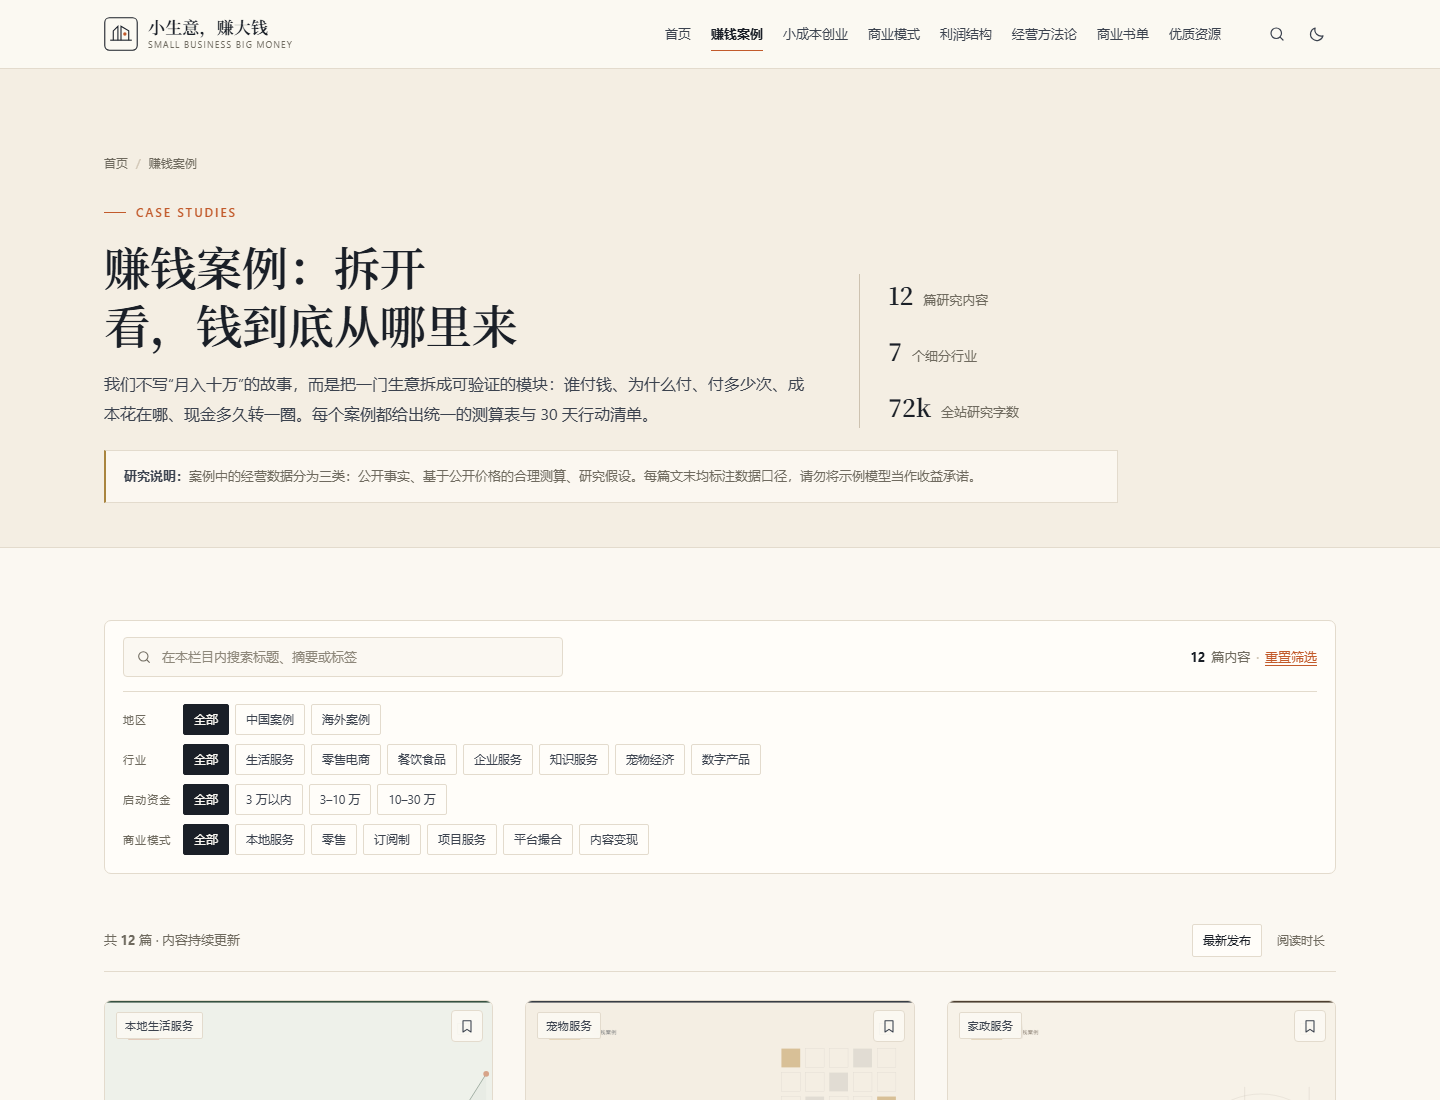 小生意，赚大钱
SMALL BUSINESS BIG MONEY
首页 赚钱案例 小成本创业 商业模式 利润结构 经营方法论 商业书单 优质资源
首页 / 赚钱案例
CASE STUDIES
赚钱案例：拆开
看，钱到底从哪里来
我们不写“月入十万”的故事，而是把一门生意拆成可验证的模块：谁付钱、为什么付、付多少次、成
本花在哪、现金多久转一圈。每个案例都给出统一的测算表与 30 天行动清单。
12 篇研究内容
7 个细分行业
72k 全站研究字数
研究说明：案例中的经营数据分为三类：公开事实、基于公开价格的合理测算、研究假设。每篇文末均标注数据口径，请勿将示例模型当作收益承诺。
在本栏目内搜索标题、摘要或标签
12 篇内容 · 重置筛选
地区 全部 中国案例 海外案例
行业 全部 生活服务 零售电商 餐饮食品 企业服务 知识服务 宠物经济 数字产品
启动资金 全部 3 万以内 3–10 万 10–30 万
商业模式 全部 本地服务 零售 订阅制 项目服务 平台撮合 内容变现
共 12 篇 · 内容持续更新
最新发布 阅读时长
本地生活服务
宠物服务
家政服务